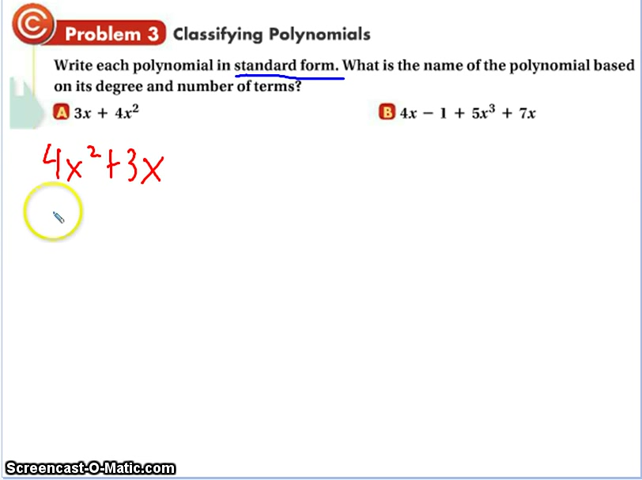 C Problem 3 Classifying Polynomials
Write each polynomial in standard form. What is the name of the polynomial based
on its degree and number of terms?
A 3x + 4x² B 4x − 1 + 5x³ + 7x
4x² + 3x
Screencast-O-Matic.com